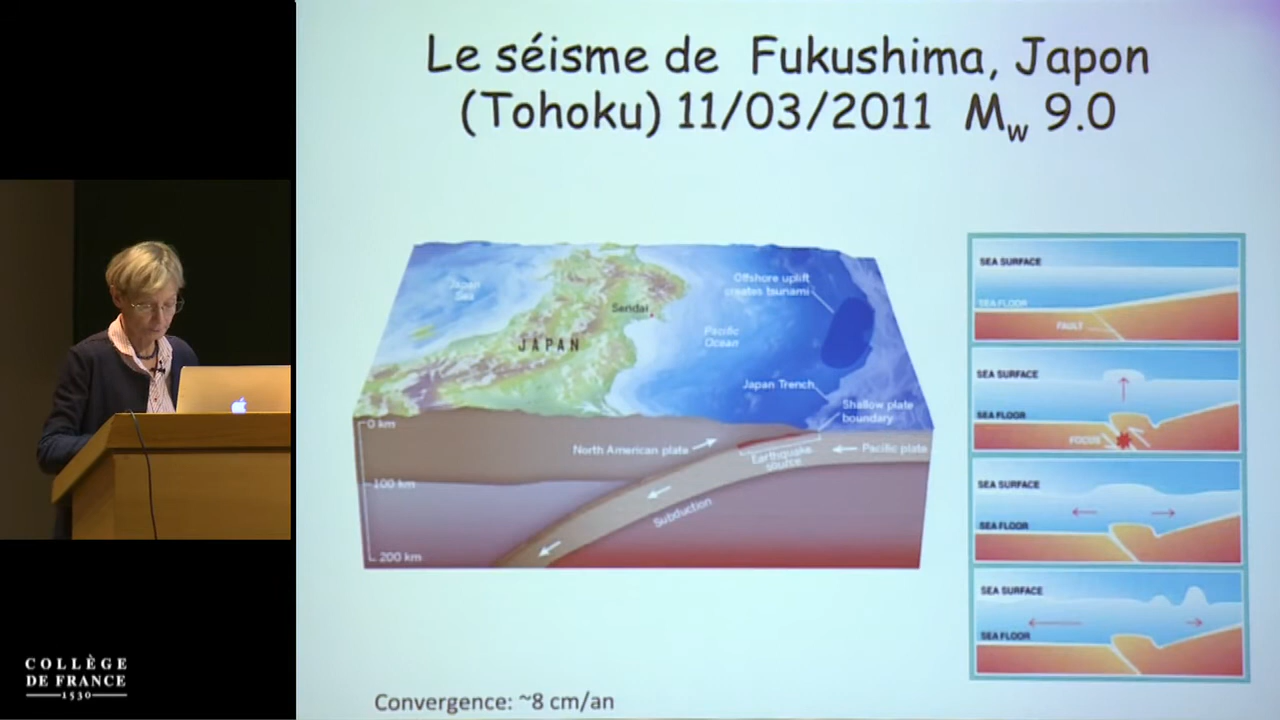 Le séisme de Fukushima, Japon
(Tohoku) 11/03/2011 Mw 9.0
Japan
Sea
Sendai
JAPAN
Offshore uplift
creates tsunami
Pacific
Ocean
Japan Trench
Shallow plate
boundary
0 km
North American plate
Earthquake
source
Pacific plate
100 km
Subduction
200 km
Convergence: ~8 cm/an
SEA SURFACE
SEA FLOOR
FAULT
SEA SURFACE
SEA FLOOR
FOCUS
SEA SURFACE
SEA FLOOR
SEA SURFACE
SEA FLOOR
COLLÈGE
DE FRANCE
1530